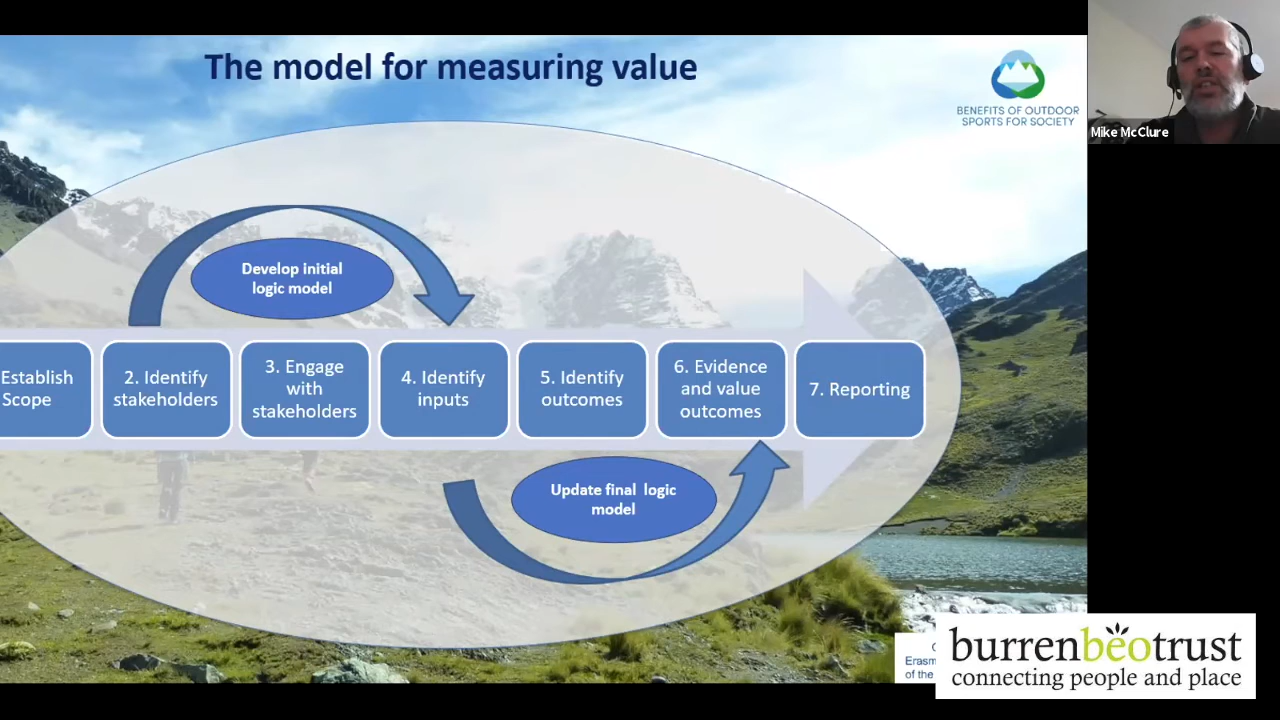 The model for measuring value
BENEFITS OF OUTDOOR
SPORTS FOR SOCIETY
Mike McClure
Develop initial
logic model
Establish
Scope
2. Identify
stakeholders
3. Engage
with
stakeholders
4. Identify
inputs
5. Identify
outcomes
6. Evidence
and value
outcomes
7. Reporting
Update final logic
model
of the
burrenbeotrust
connecting people and place